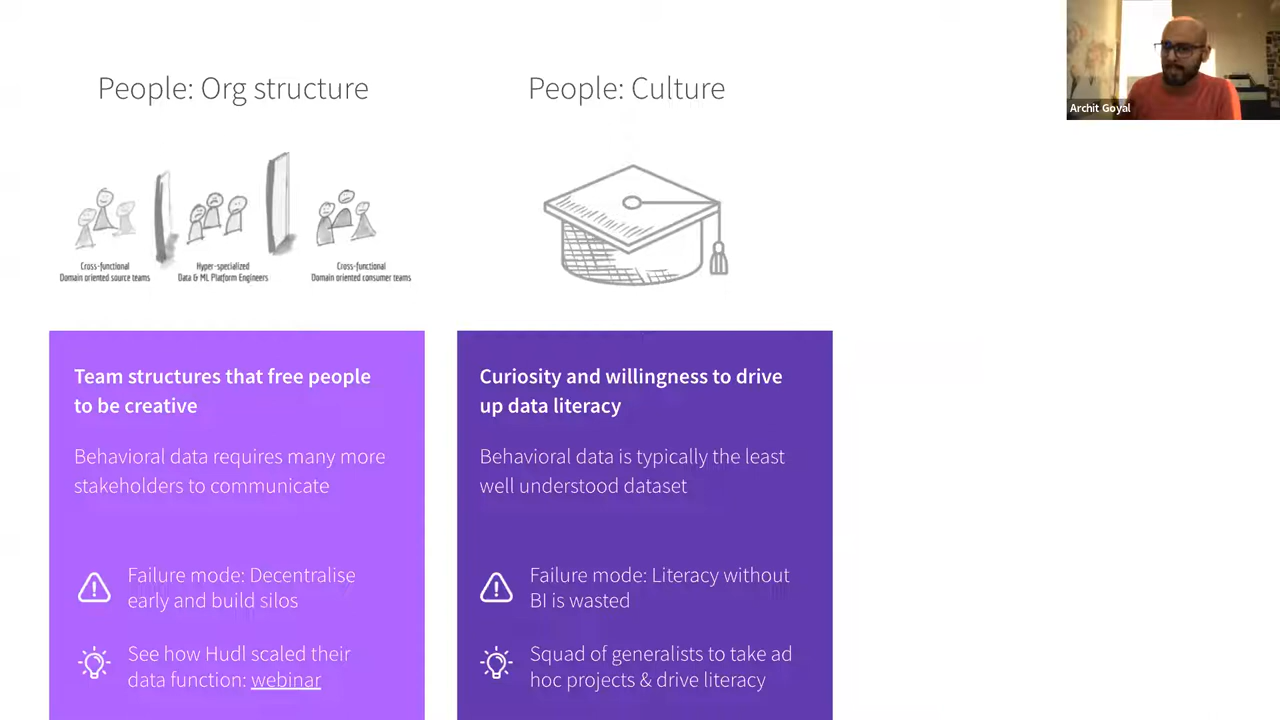 People: Org structure
People: Culture
Archit Goyal
Cross-functional
Domain oriented source teams
Hyper-specialized
Data & ML Platform Engineers
Cross-functional
Domain oriented consumer teams
Team structures that free people
to be creative
Behavioral data requires many more
stakeholders to communicate
Failure mode: Decentralise
early and build silos
See how Hudl scaled their
data function: webinar
Curiosity and willingness to drive
up data literacy
Behavioral data is typically the least
well understood dataset
Failure mode: Literacy without
BI is wasted
Squad of generalists to take ad
hoc projects & drive literacy